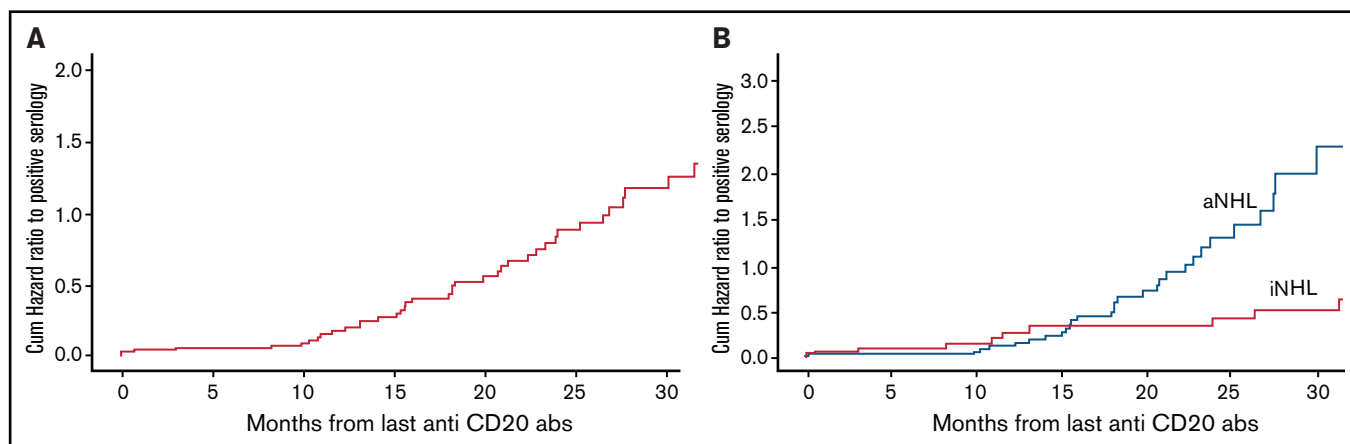 A
Cum Hazard ratio to positive serology
2.0
1.5
1.0
0.5
0.0
0 5 10 15 20 25 30
Months from last anti CD20 abs
B
Cum Hazard ratio to positive serology
3.0
2.5
2.0
1.5
1.0
0.5
0.0
aNHL
iNHL
0 5 10 15 20 25 30
Months from last anti CD20 abs